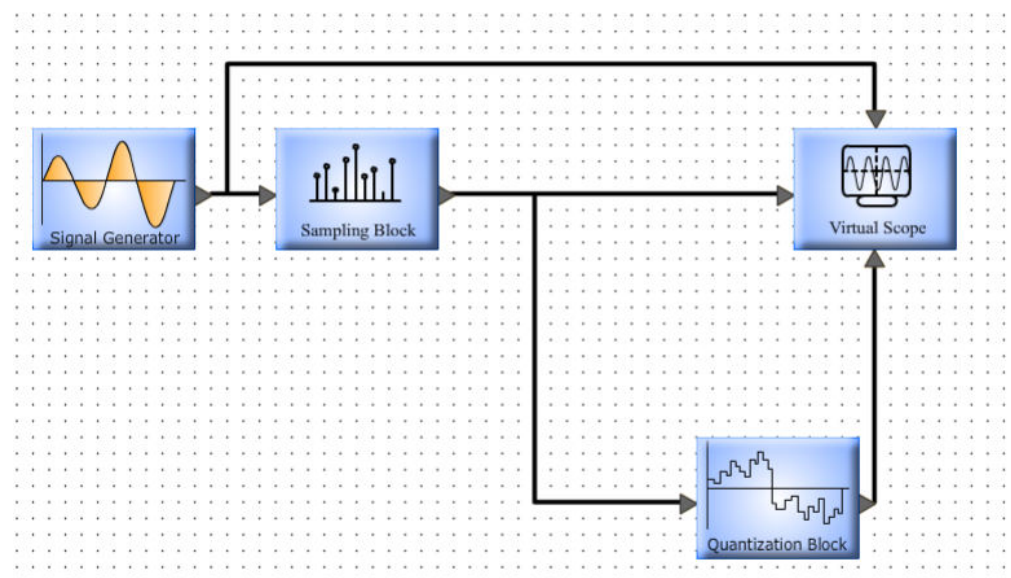 Signal Generator
Sampling Block
Virtual Scope
Quantization Block